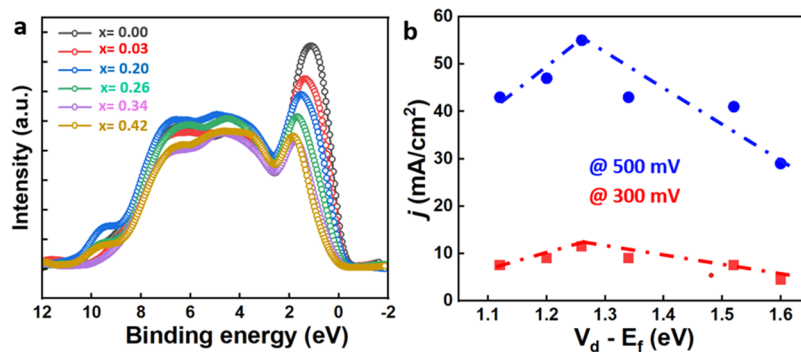 a
x= 0.00
x= 0.03
x= 0.20
x= 0.26
x= 0.34
x= 0.42
Intensity (a.u.)
12 10 8 6 4 2 0 -2
Binding energy (eV)
b
60
50
40
30
20
10
0
j (mA/cm²)
@ 500 mV
@ 300 mV
1.1 1.2 1.3 1.4 1.5 1.6
V_d - E_f (eV)